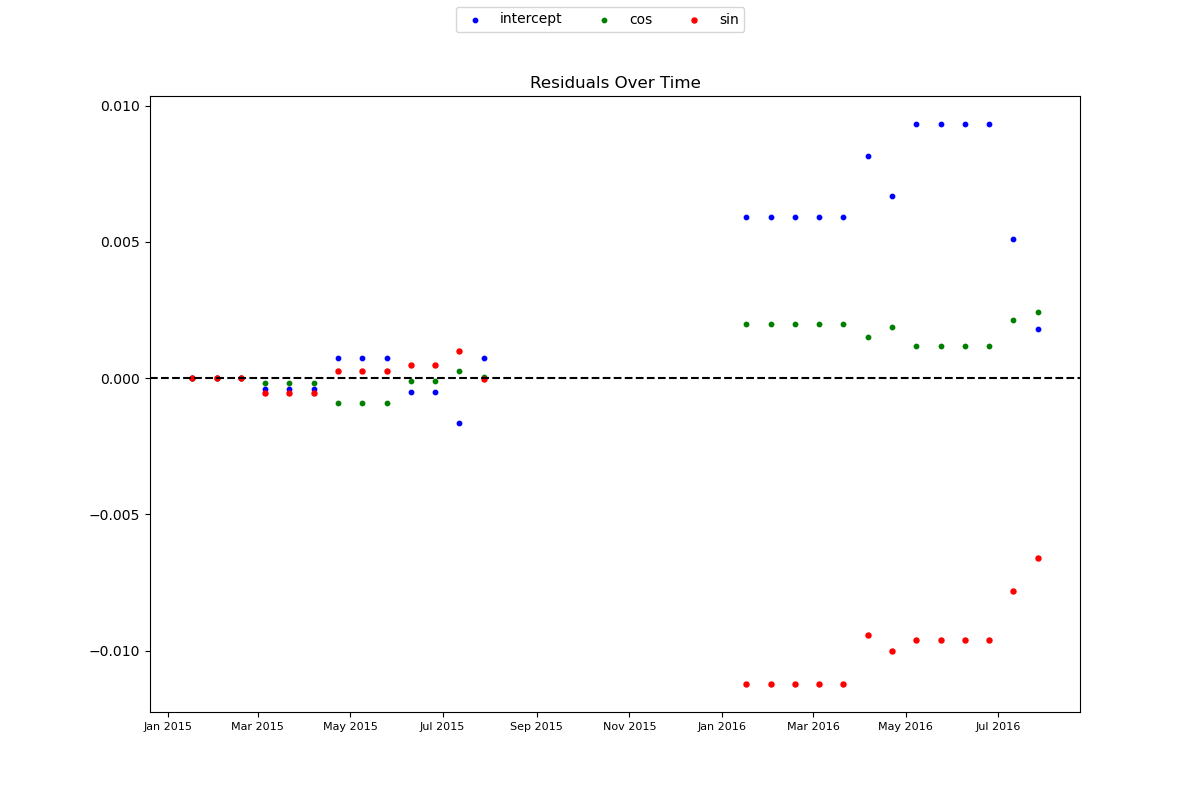 intercept cos sin
Residuals Over Time
0.010
0.005
0.000
−0.005
−0.010
Jan 2015 Mar 2015 May 2015 Jul 2015 Sep 2015 Nov 2015 Jan 2016 Mar 2016 May 2016 Jul 2016